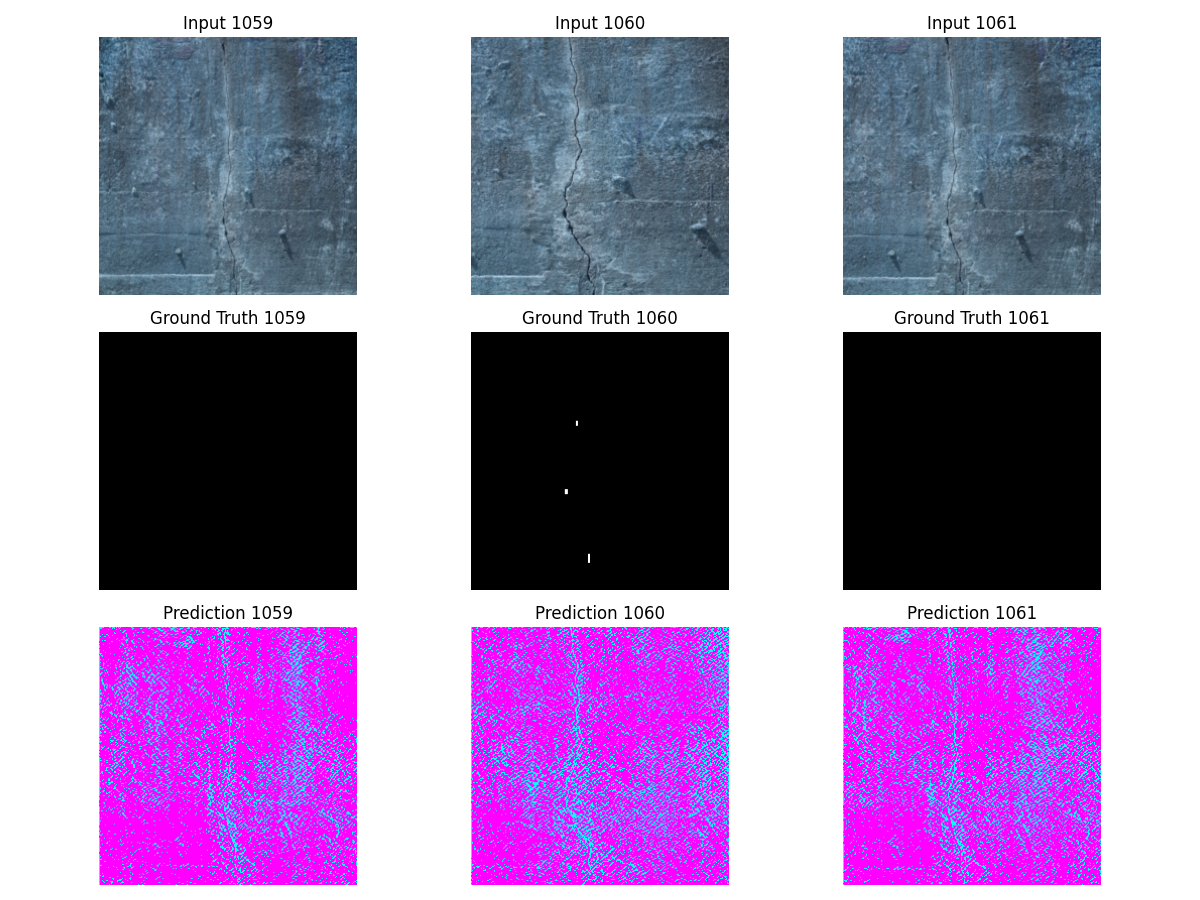 Input 1059
Input 1060
Input 1061
Ground Truth 1059
Ground Truth 1060
Ground Truth 1061
Prediction 1059
Prediction 1060
Prediction 1061